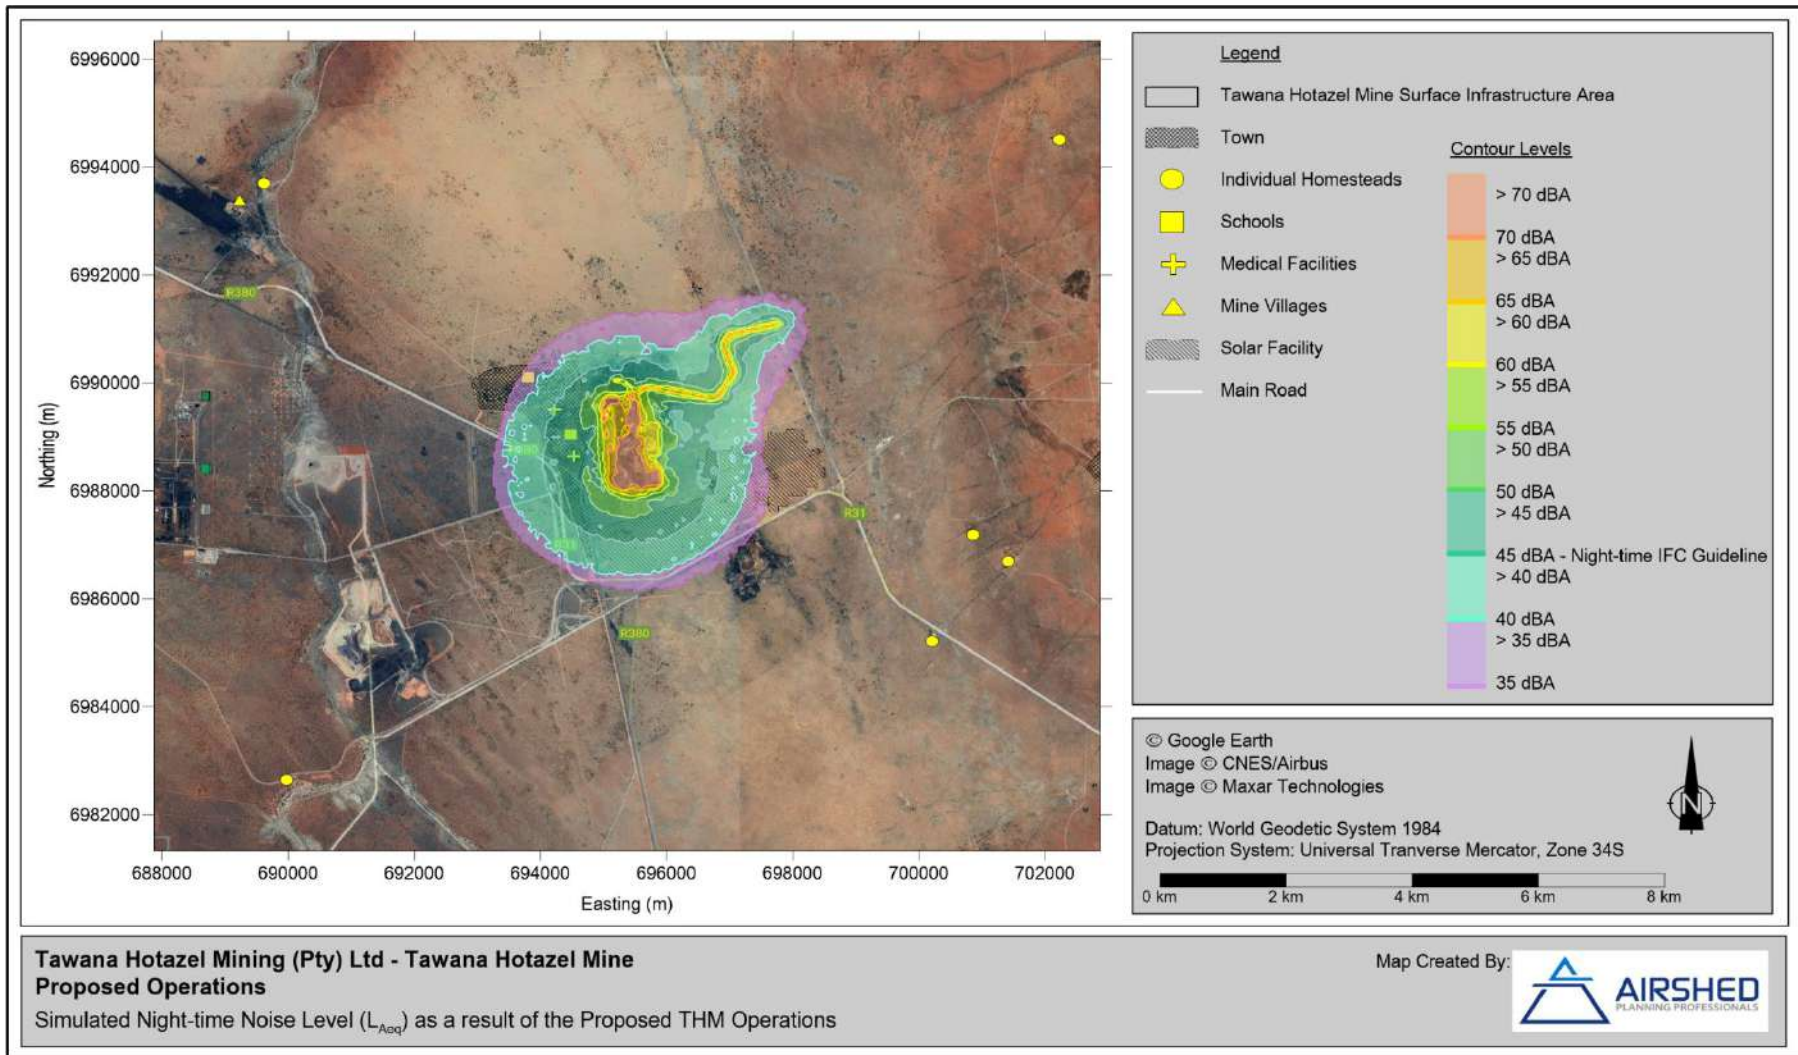 6996000
6994000
6992000
6990000
6988000
6986000
6984000
6982000
Northing (m)
688000
690000
692000
694000
696000
698000
700000
702000
Easting (m)
R380
R31
R380
Legend
Tawana Hotazel Mine Surface Infrastructure Area
Town
Individual Homesteads
Schools
Medical Facilities
Mine Villages
Solar Facility
Main Road
Contour Levels
> 70 dBA
70 dBA
> 65 dBA
65 dBA
> 60 dBA
60 dBA
> 55 dBA
55 dBA
> 50 dBA
50 dBA
> 45 dBA
45 dBA - Night-time IFC Guideline
> 40 dBA
40 dBA
> 35 dBA
35 dBA
© Google Earth
Image © CNES/Airbus
Image © Maxar Technologies
Datum: World Geodetic System 1984
Projection System: Universal Tranverse Mercator, Zone 34S
N
0 km
2 km
4 km
6 km
8 km
Tawana Hotazel Mining (Pty) Ltd - Tawana Hotazel Mine
Proposed Operations
Simulated Night-time Noise Level (LAeq) as a result of the Proposed THM Operations
Map Created By:
AIRSHED
PLANNING PROFESSIONALS